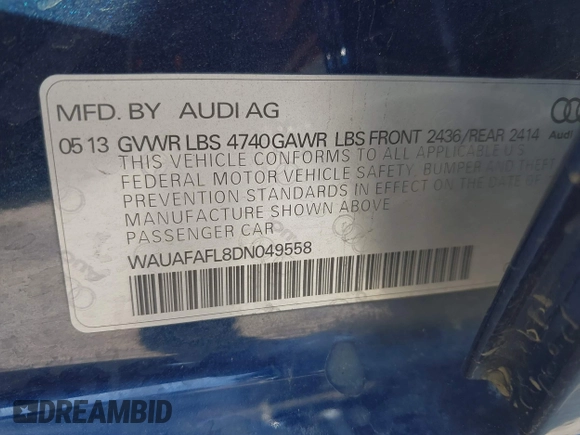 MFD. BY AUDI AG
Audi
05 13 GVWR LBS 4740 GAWR LBS FRONT 2436/REAR 2414
THIS VEHICLE CONFORMS TO ALL APPLICABLE U.S.
FEDERAL MOTOR VEHICLE SAFETY, BUMPER AND THEFT
PREVENTION STANDARDS IN EFFECT ON THE DATE OF
MANUFACTURE SHOWN ABOVE.
PASSENGER CAR
WAUAFAFL8DN049558
DREAMBID